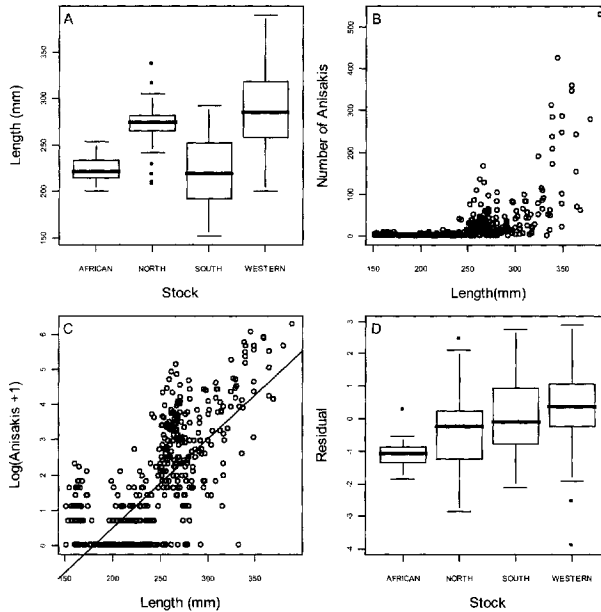 A
Length (mm)
350
300
250
200
150
AFRICAN NORTH SOUTH WESTERN
Stock
B
Number of Anisakis
500
400
300
200
100
0
150 200 250 300 350
Length(mm)
C
Log(Anisakis +1)
6
5
4
3
2
1
0
150 200 250 300 350
Length (mm)
D
Residual
3
2
1
0
-1
-2
-3
-4
AFRICAN NORTH SOUTH WESTERN
Stock